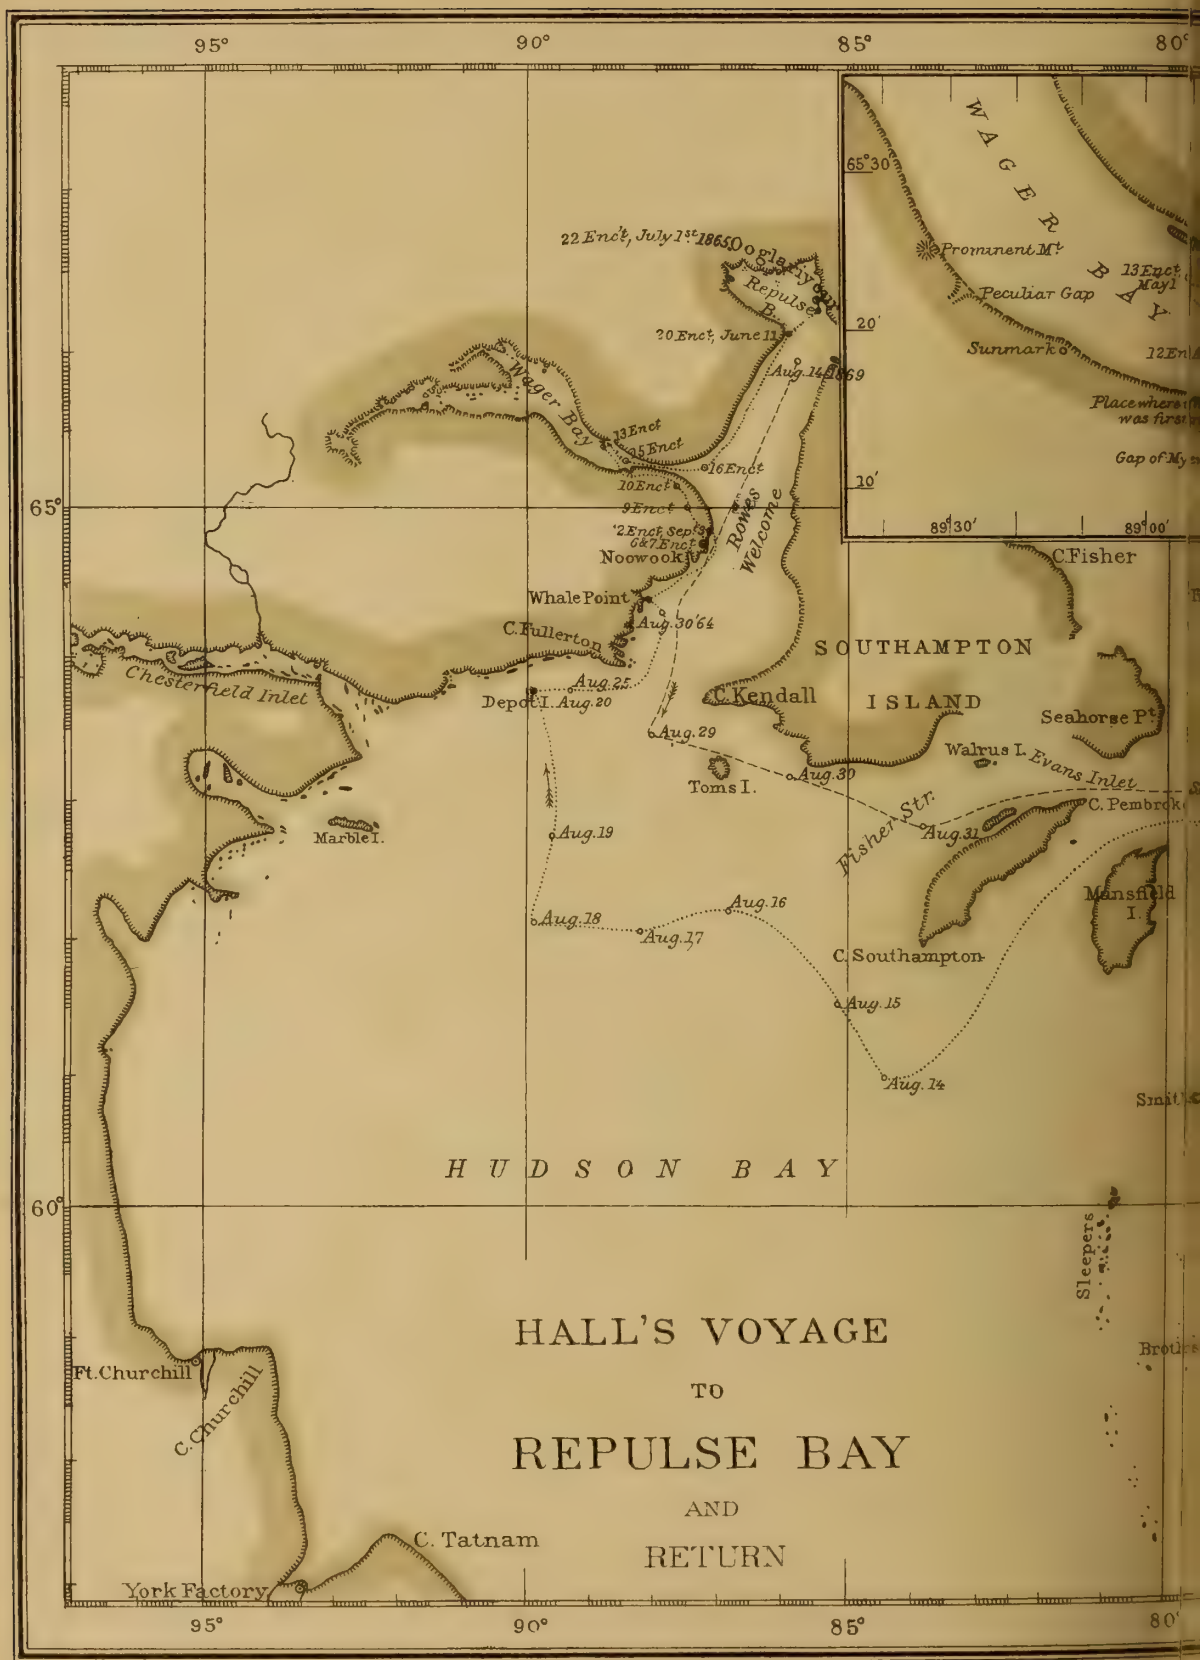 95° 90° 85° 80°
WAGER BAY
65°30'
Prominent Mt.
Peculiar Gap
13 Enct.
May 1
20'
Sunmark
Place where
was first
Gap of My
10'
89°30' 89°00'
22 Enc't, July 1st 1865
Repulse
B.
20 Enct, June 11
Aug. 14 1869
Wager Bay
13 Enct
15 Enct
16 Enct
10 Enct
9 Enct
65°
2 Enct, Sept. 3
6&7 Enct
Noowook
Rowes
Welcome
C. Fisher
Whale Point
Aug. 30 '64
C. Fullerton
SOUTHAMPTON
ISLAND
Chesterfield Inlet
Aug. 25
Depot I. Aug. 20
C. Kendall
Seahorse Pt.
Aug. 29
Walrus I.
Evans Inlet
Aug. 30
Toms I.
C. Pembrok
Fisher Str.
Aug. 31
Marble I.
Aug. 19
Mansfield
I.
Aug. 16
Aug. 18
Aug. 17
C. Southampton
Aug. 15
Aug. 14
Smith
HUDSON BAY
60°
Sleepers
HALL'S VOYAGE
TO
REPULSE BAY
AND
RETURN
Ft. Churchill
C. Churchill
C. Tatnam
York Factory
95° 90° 85° 80°